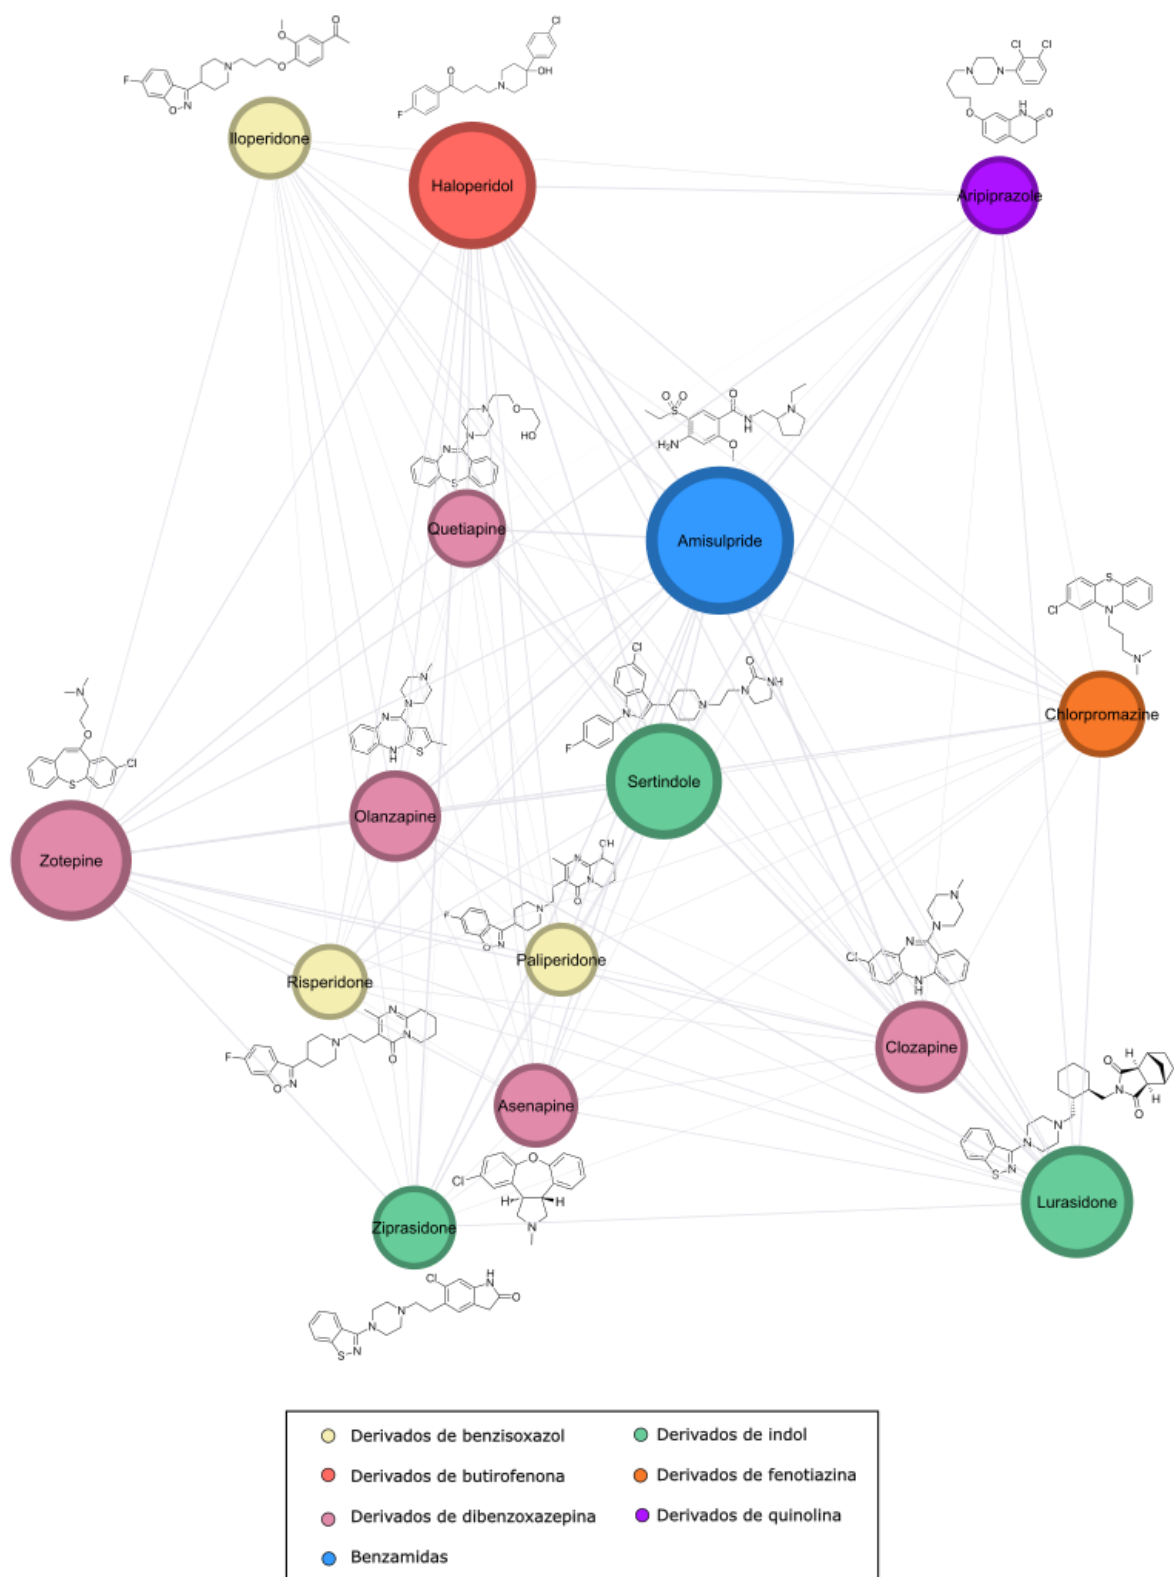 Iloperidone
Haloperidol
Aripiprazole
Quetiapine
Amisulpride
Chlorpromazine
Sertindole
Olanzapine
Zotepine
Paliperidone
Risperidone
Clozapine
Asenapine
Lurasidone
Ziprasidone
Derivados de benzisoxazol
Derivados de butirofenona
Derivados de dibenzoxazepina
Benzamidas
Derivados de indol
Derivados de fenotiazina
Derivados de quinolina